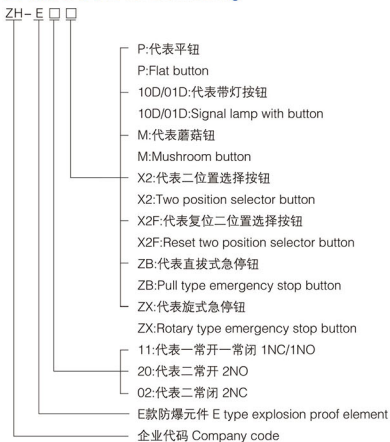 ZH-E□□
P:代表平钮
P:Flat button
10D/01D:代表带灯按钮
10D/01D:Signal lamp with button
M:代表蘑菇钮
M:Mushroom button
X2:代表二位置选择按钮
X2:Two position selector button
X2F:代表复位二位置选择按钮
X2F:Reset two position selector button
ZB:代表直拔式急停钮
ZB:Pull type emergency stop button
ZX:代表旋式急停钮
ZX:Rotary type emergency stop button
11:代表一常开一常闭 1NC/1NO
20:代表二常开 2NO
02:代表二常闭 2NC
E款防爆元件 E type explosion proof element
企业代码 Company code